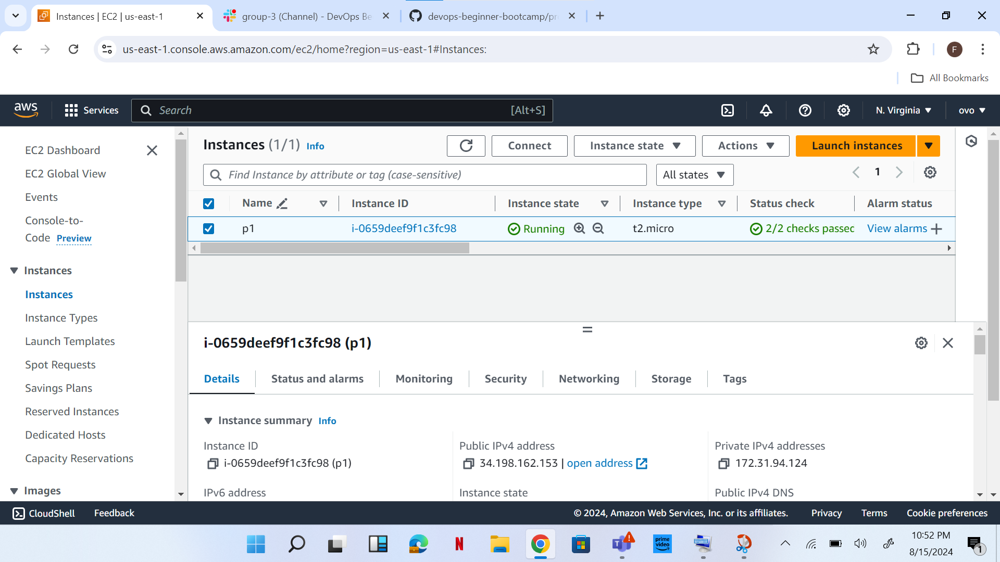 Instances | EC2 | us-east-1
group-3 (Channel) - DevOps Be
devops-beginner-bootcamp/pr
us-east-1.console.aws.amazon.com/ec2/home?region=us-east-1#Instances:
F
All Bookmarks
aws
Services
Search
[Alt+S]
N. Virginia
ovo
EC2 Dashboard
EC2 Global View
Events
Console-to-
Code Preview
Instances
Instances
Instance Types
Launch Templates
Spot Requests
Savings Plans
Reserved Instances
Dedicated Hosts
Capacity Reservations
Images
Instances (1/1) Info
Connect
Instance state
Actions
Launch instances
Find Instance by attribute or tag (case-sensitive)
All states
1
Name
Instance ID
Instance state
Instance type
Status check
Alarm status
p1
i-0659deef9f1c3fc98
Running
t2.micro
2/2 checks passed
View alarms
i-0659deef9f1c3fc98 (p1)
Details
Status and alarms
Monitoring
Security
Networking
Storage
Tags
Instance summary Info
Instance ID
i-0659deef9f1c3fc98 (p1)
Public IPv4 address
34.198.162.153 | open address
Private IPv4 addresses
172.31.94.124
IPv6 address
Instance state
Public IPv4 DNS
CloudShell
Feedback
© 2024, Amazon Web Services, Inc. or its affiliates.
Privacy
Terms
Cookie preferences
N
T
prime
video
10:52 PM
8/15/2024
1